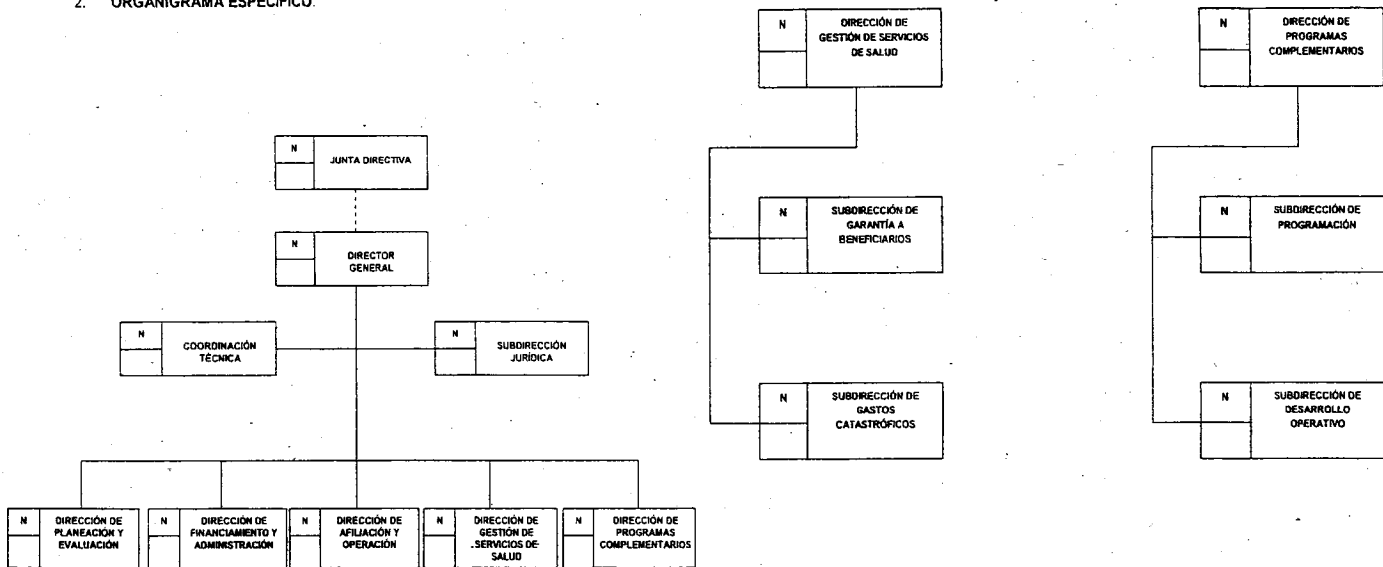 2. ORGANIGRAMA ESPECÍFICO.
N
JUNTA DIRECTIVA
N
DIRECTOR
GENERAL
N
COORDINACIÓN
TÉCNICA
N
SUBDIRECCIÓN
JURÍDICA
N
DIRECCIÓN DE
PLANEACIÓN Y
EVALUACIÓN
N
DIRECCIÓN DE
FINANCIAMIENTO Y
ADMINISTRACIÓN
N
DIRECCIÓN DE
AFILIACIÓN Y
OPERACIÓN
N
DIRECCIÓN DE
GESTIÓN DE
SERVICIOS DE
SALUD
N
DIRECCIÓN DE
PROGRAMAS
COMPLEMENTARIOS
N
DIRECCIÓN DE
GESTIÓN DE SERVICIOS
DE SALUD
N
SUBDIRECCIÓN DE
GARANTÍA A
BENEFICIARIOS
N
SUBDIRECCIÓN DE
GASTOS
CATASTRÓFICOS
N
DIRECCIÓN DE
PROGRAMAS
COMPLEMENTARIOS
N
SUBDIRECCIÓN DE
PROGRAMACIÓN
N
SUBDIRECCIÓN DE
DESARROLLO
OPERATIVO